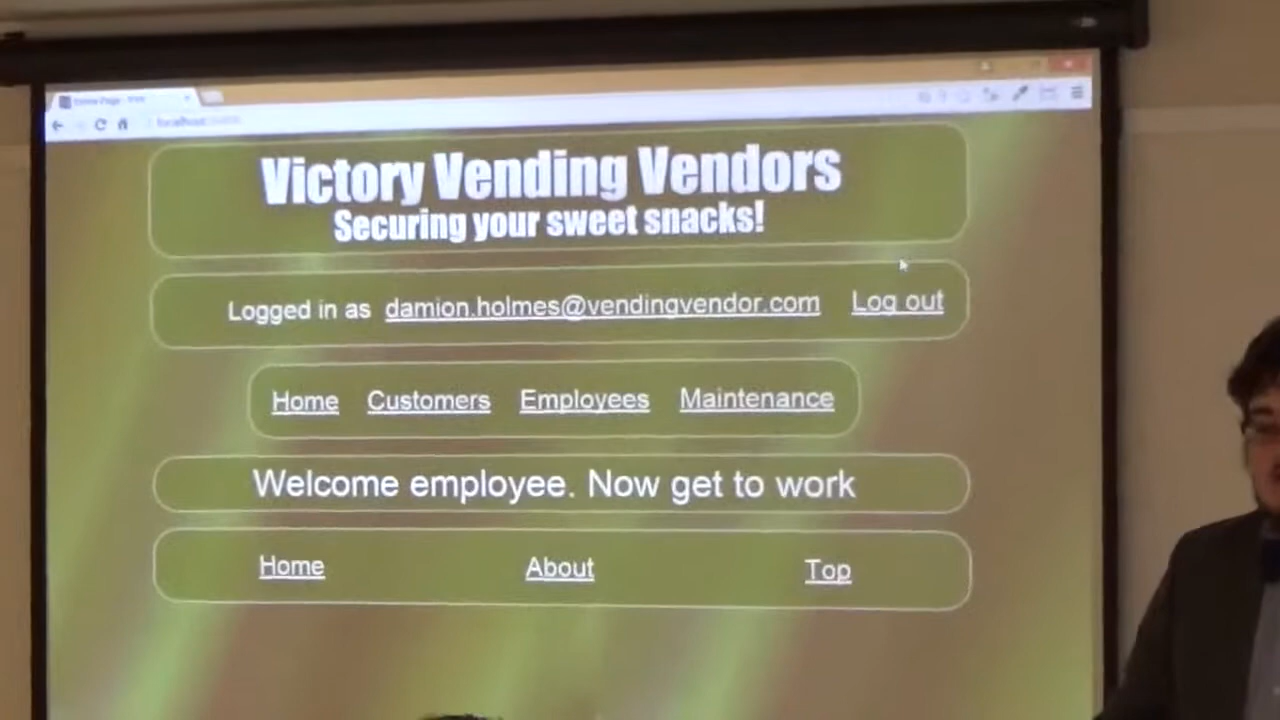 localhost
Victory Vending Vendors
Securing your sweet snacks!
Logged in as damion.holmes@vendingvendor.com Log out
Home Customers Employees Maintenance
Welcome employee. Now get to work
Home About Top